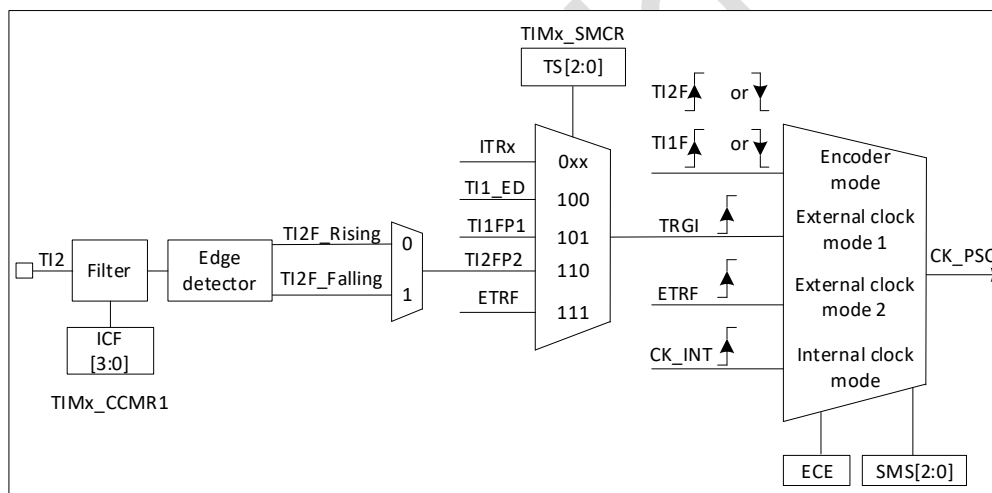 TIMx_SMCR
TS[2:0]
TI2F or
TI1F or
ITRx
0xx
Encoder
mode
TI1_ED
100
TRGI
External clock
mode 1
TI1FP1
101
TI2F_Rising
0
TI2
Filter
Edge
detector
TI2FP2
110
CK_PSC
TI2F_Falling
1
ETRF
111
ETRF
External clock
mode 2
ICF
[3:0]
CK_INT
Internal clock
mode
TIMx_CCMR1
ECE
SMS[2:0]